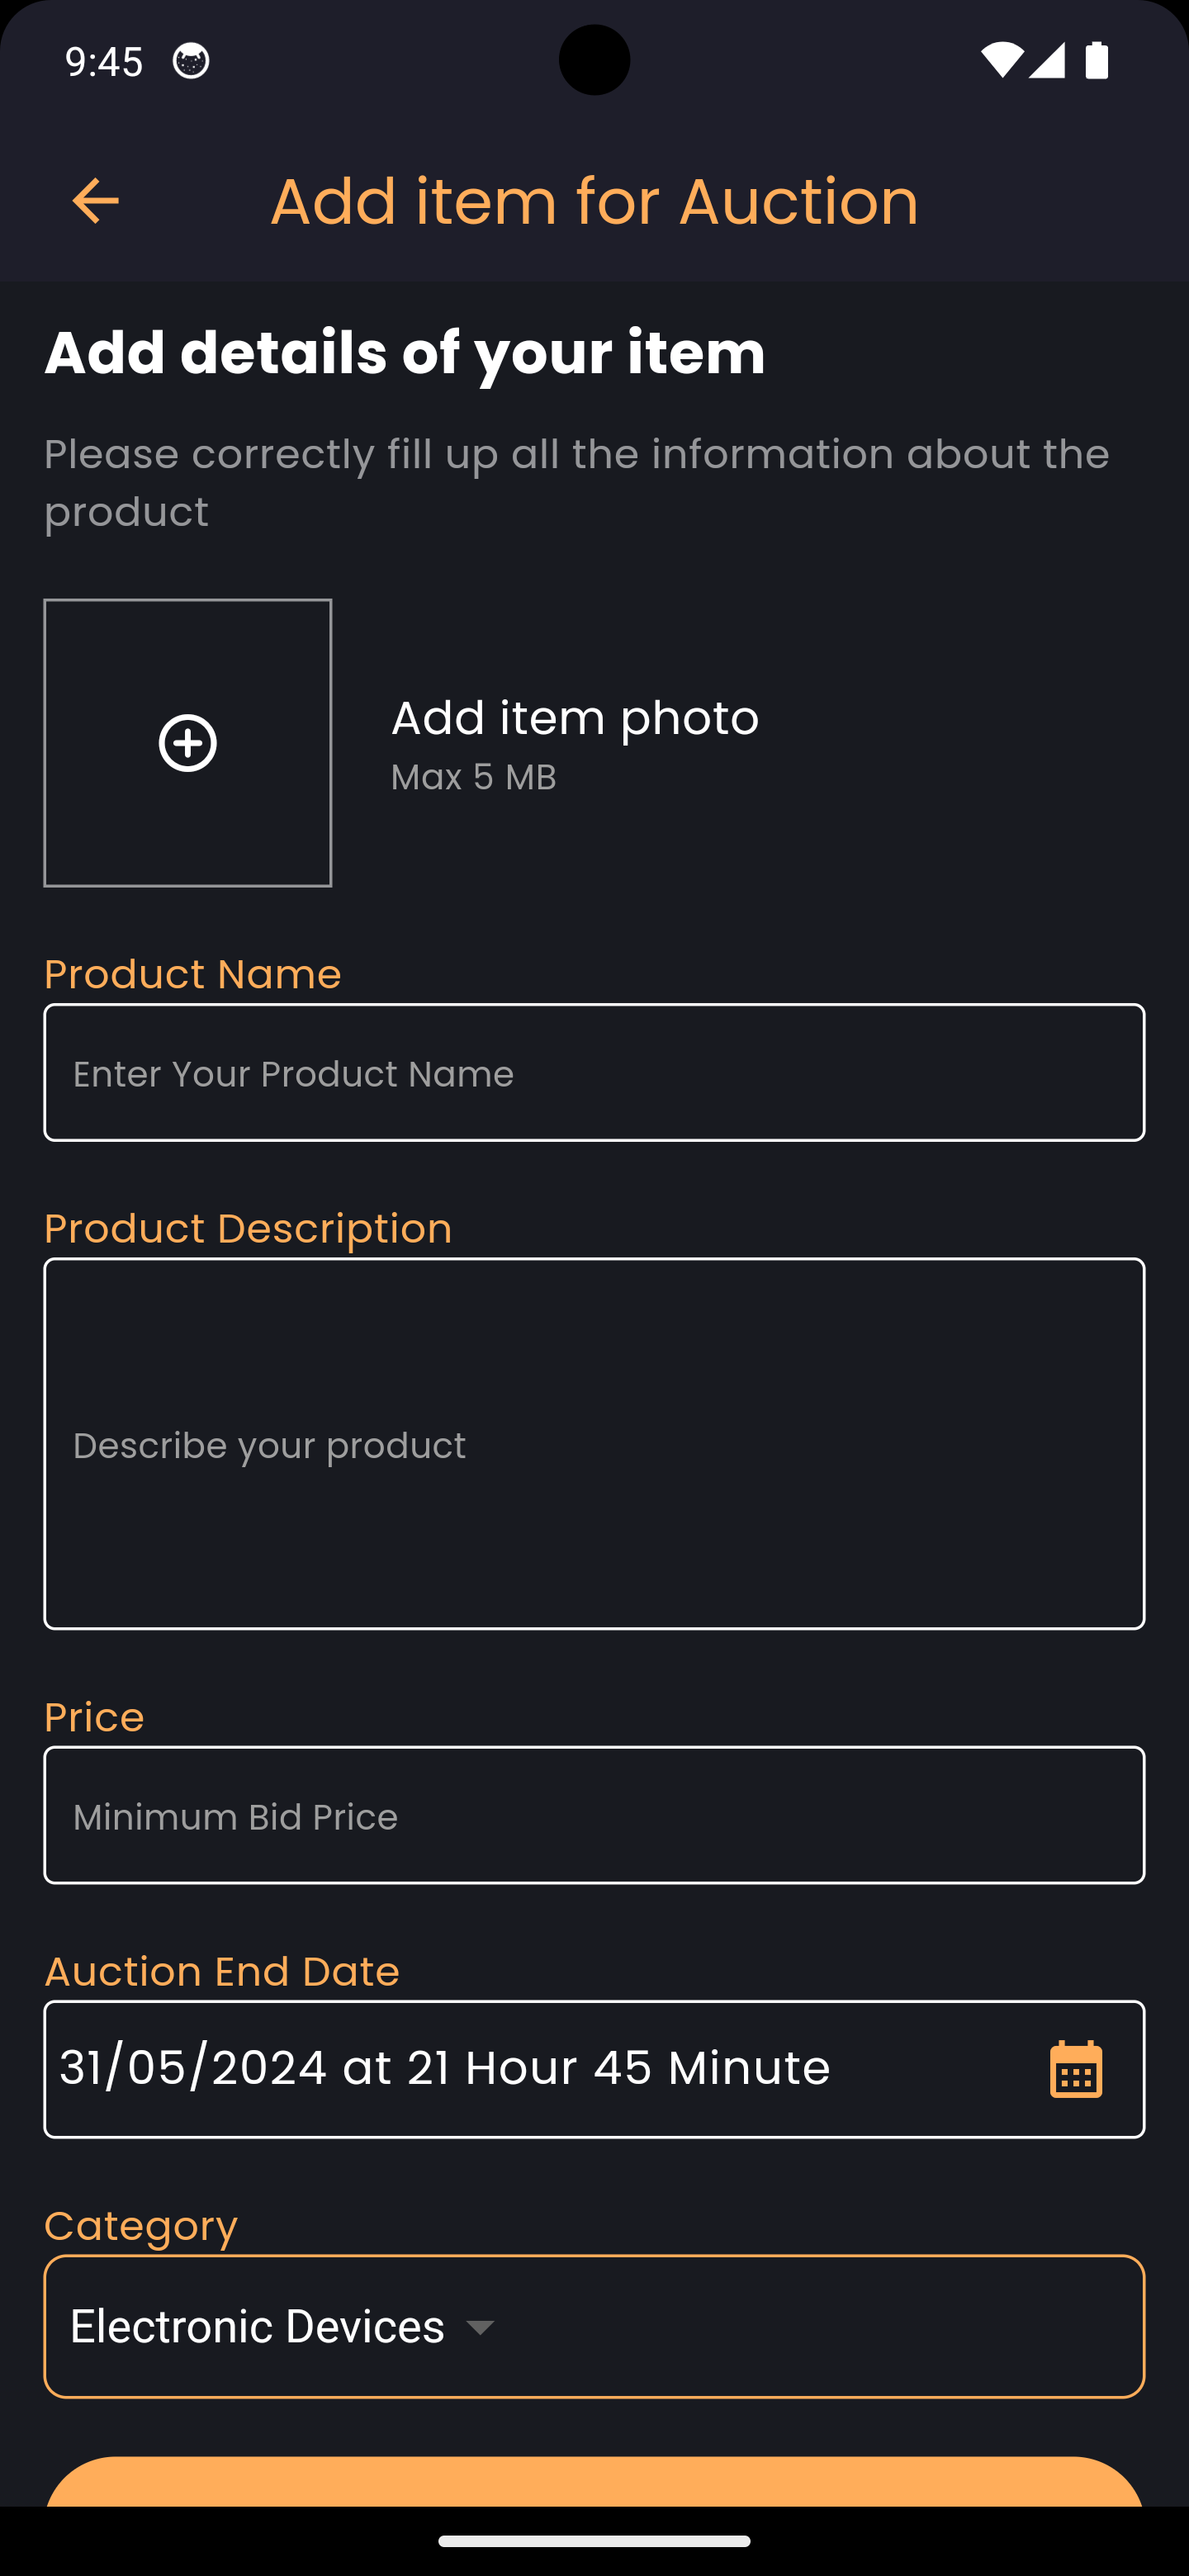 9:45
Add item for Auction
Add details of your item
Please correctly fill up all the information about the
product
Add item photo
Max 5 MB
Product Name
Enter Your Product Name
Product Description
Describe your product
Price
Minimum Bid Price
Auction End Date
31/05/2024 at 21 Hour 45 Minute
Category
Electronic Devices